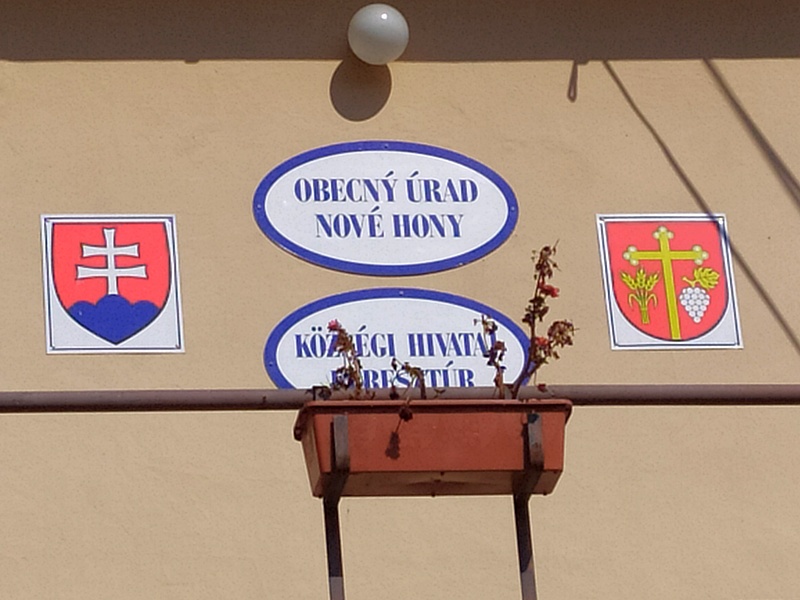 OBECNÝ ÚRAD
NOVÉ HONY
KÖZSÉGI HIVATAL